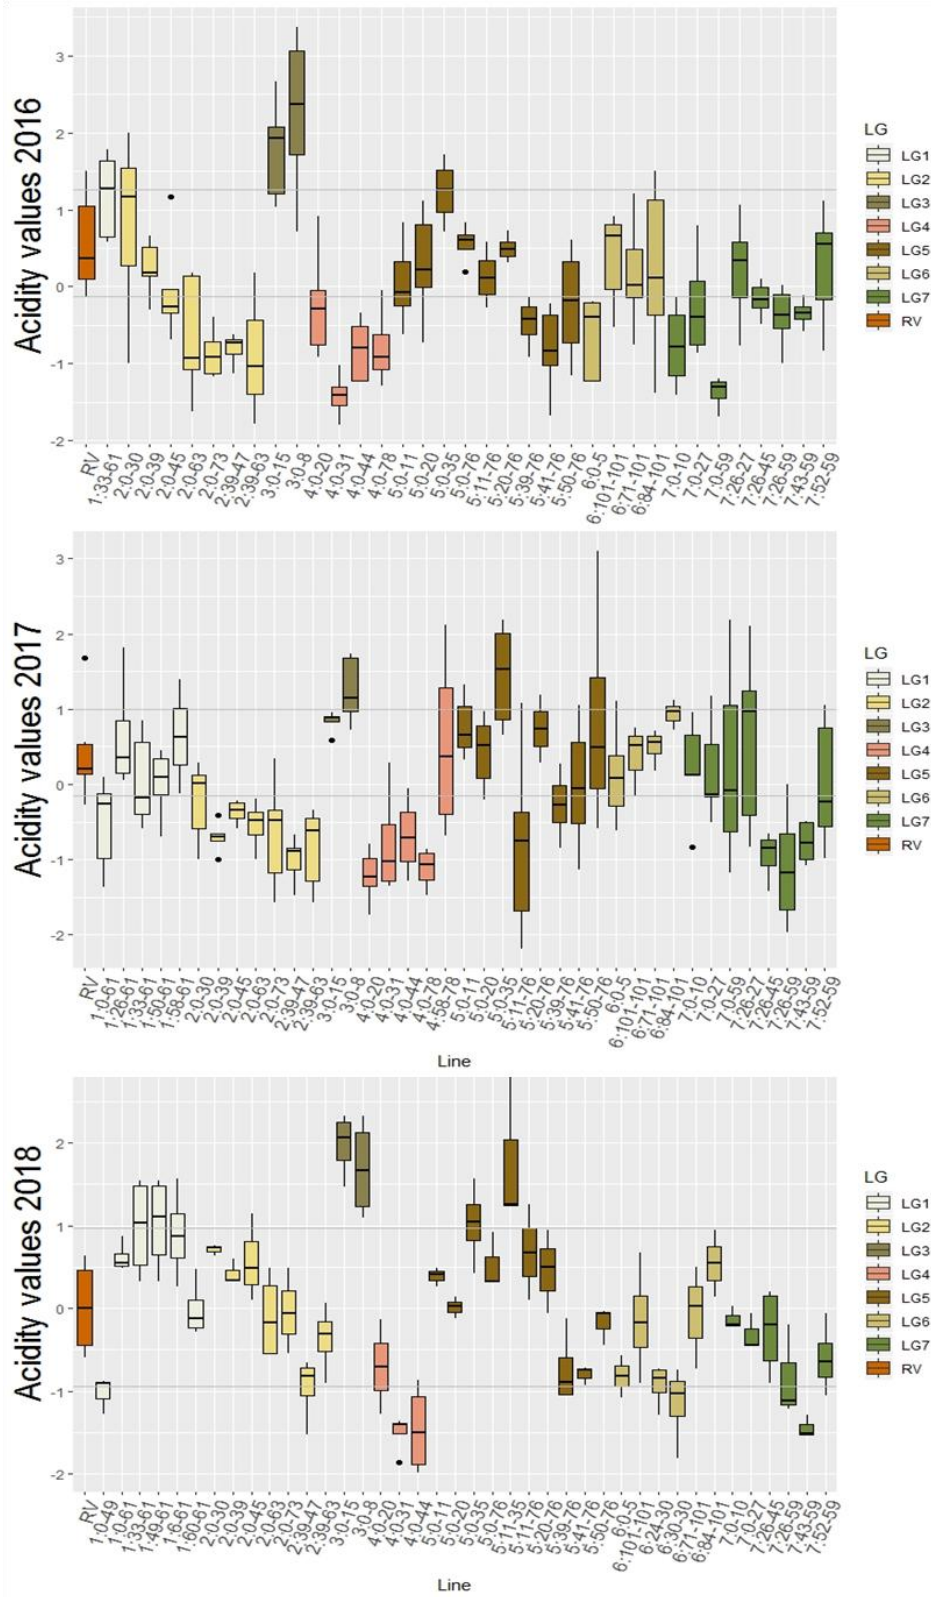 Acidity values 2016
3
2
1
0
-1
-2
RV 1:33-61 2:0-30 2:0-39 2:0-45 2:0-63 2:0-73 2:39-47 2:39-63 3:0-15 3:0-8 4:0-20 4:0-31 4:0-44 4:0-78 5:0-11 5:0-20 5:0-35 5:0-76 5:11-76 5:20-76 5:39-76 5:41-76 5:50-76 6:0-5 6:101-101 6:71-101 6:84-101 7:0-10 7:0-27 7:0-59 7:26-27 7:26-45 7:26-59 7:43-59 7:52-59
LG
LG1
LG2
LG3
LG4
LG5
LG6
LG7
RV
Acidity values 2017
3
2
1
0
-1
-2
RV 1:0-61 1:26-61 1:33-61 1:50-61 1:58-61 2:0-30 2:0-39 2:0-45 2:0-63 2:0-73 2:39-47 2:39-63 3:0-15 3:0-8 4:0-20 4:0-31 4:0-44 4:0-78 4:58-78 5:0-11 5:0-20 5:0-35 5:11-76 5:20-76 5:39-76 5:41-76 5:50-76 6:0-5 6:101-101 6:71-101 6:84-101 7:0-10 7:0-27 7:0-59 7:26-27 7:26-45 7:26-59 7:43-59 7:52-59
Line
LG
LG1
LG2
LG3
LG4
LG5
LG6
LG7
RV
Acidity values 2018
2
1
0
-1
-2
RV 1:0-49 1:0-61 1:33-61 1:49-61 1:6-61 1:60-61 2:0-30 2:0-39 2:0-45 2:0-63 2:0-73 2:39-47 2:39-63 3:0-15 3:0-8 4:0-20 4:0-31 4:0-44 5:0-11 5:0-20 5:0-35 5:0-76 5:11-35 5:11-76 5:20-76 5:39-76 5:41-76 5:50-76 6:0-5 6:101-101 6:24-30 6:30-30 6:71-101 6:84-101 7:0-10 7:0-27 7:26-45 7:26-59 7:43-59 7:52-59
Line
LG
LG1
LG2
LG3
LG4
LG5
LG6
LG7
RV